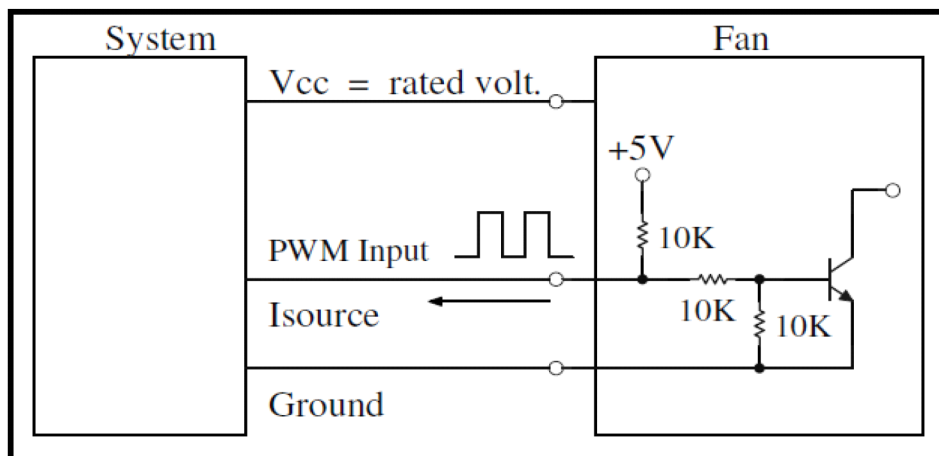 System
Fan
Vcc = rated volt.
+5V
10K
PWM Input
10K
10K
Isource
Ground